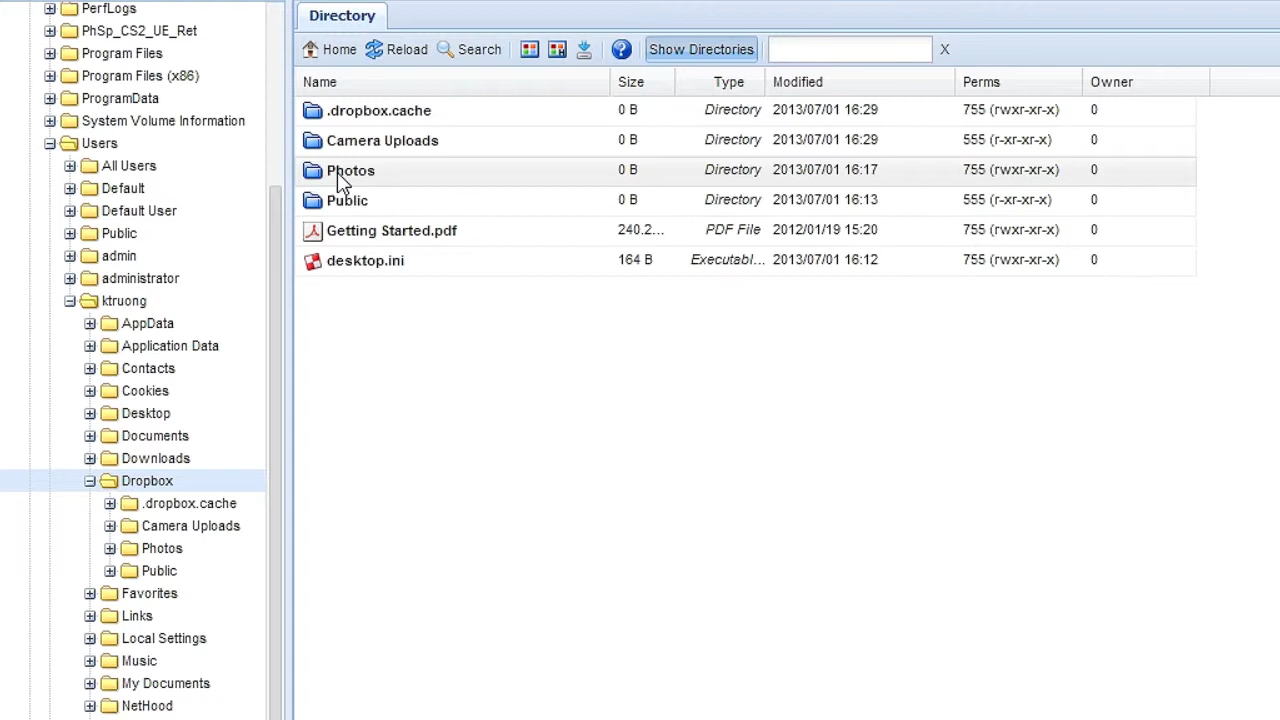 PerfLogs
PhSp_CS2_UE_Ret
Program Files
Program Files (x86)
ProgramData
System Volume Information
Users
All Users
Default
Default User
Public
admin
administrator
ktruong
AppData
Application Data
Contacts
Cookies
Desktop
Documents
Downloads
Dropbox
.dropbox.cache
Camera Uploads
Photos
Public
Favorites
Links
Local Settings
Music
My Documents
NetHood
Directory
Home Reload Search ? Show Directories X
Name Size Type Modified Perms Owner
.dropbox.cache 0 B Directory 2013/07/01 16:29 755 (rwxr-xr-x) 0
Camera Uploads 0 B Directory 2013/07/01 16:29 555 (r-xr-xr-x) 0
Photos 0 B Directory 2013/07/01 16:17 755 (rwxr-xr-x) 0
Public 0 B Directory 2013/07/01 16:13 555 (r-xr-xr-x) 0
Getting Started.pdf 240.2... PDF File 2012/01/19 15:20 755 (rwxr-xr-x) 0
desktop.ini 164 B Executabl... 2013/07/01 16:12 755 (rwxr-xr-x) 0